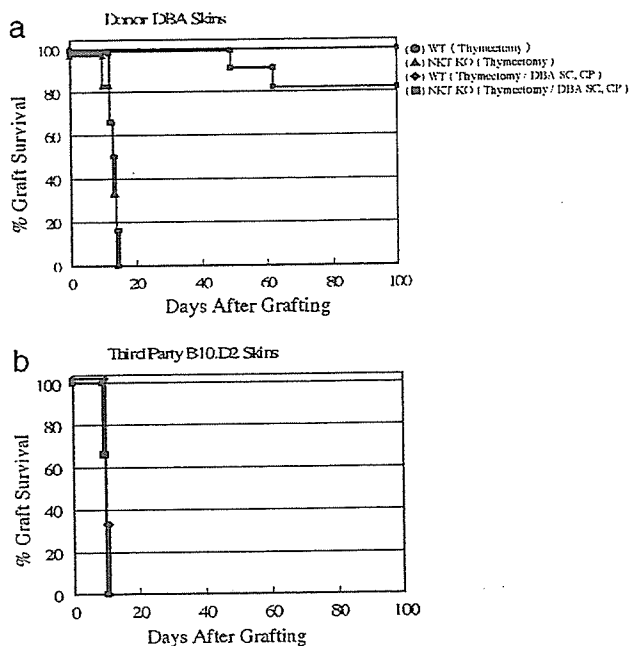 a
Donor DBA Skins
(●) WT ( Thymectomy )
(▲) NKT KO ( Thymectomy )
(◆) WT ( Thymectomy / DBA SC, CP )
(■) NKT KO ( Thymectomy / DBA SC, CP )
% Graft Survival
100
80
60
40
20
0
0 20 40 60 80 100
Days After Grafting
b
Third Party B10.D2 Skins
% Graft Survival
100
80
60
40
20
0
0 20 40 60 80 100
Days After Grafting